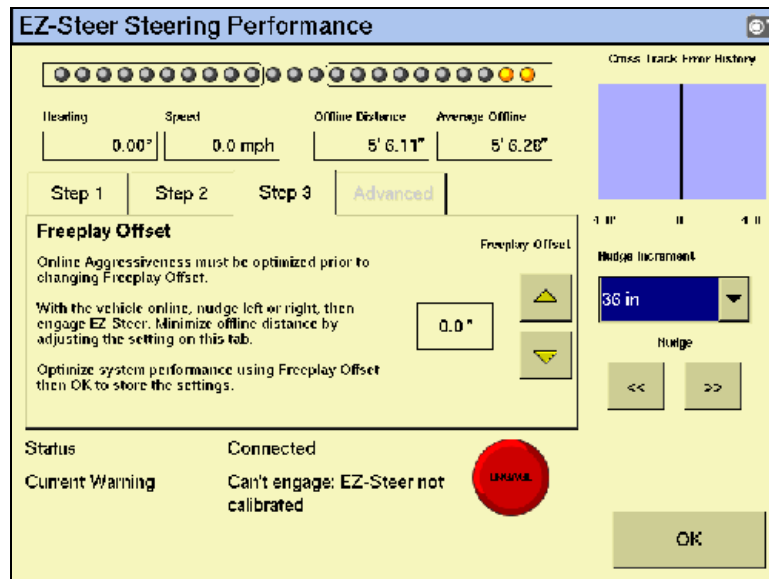 EZ-Steer Steering Performance
Cross Track Error History
Heading Speed Offline Distance Average Offline
0.00° 0.0 mph 5' 6.11" 5' 6.28"
Step 1 Step 2 Step 3 Advanced
4.0' 0 4.0
Freeplay Offset
Online Aggressiveness must be optimized prior to
changing Freeplay Offset.
With the vehicle online, nudge left or right, then
engage EZ Steer. Minimize offline distance by
adjusting the setting on this tab.
Optimize system performance using Freeplay Offset
then OK to store the settings.
Freeplay Offset
0.0 "
Nudge Increment
36 in
Nudge
<< >>
Status Connected
Current Warning Can't engage: EZ-Steer not
calibrated
ENGAGE
OK